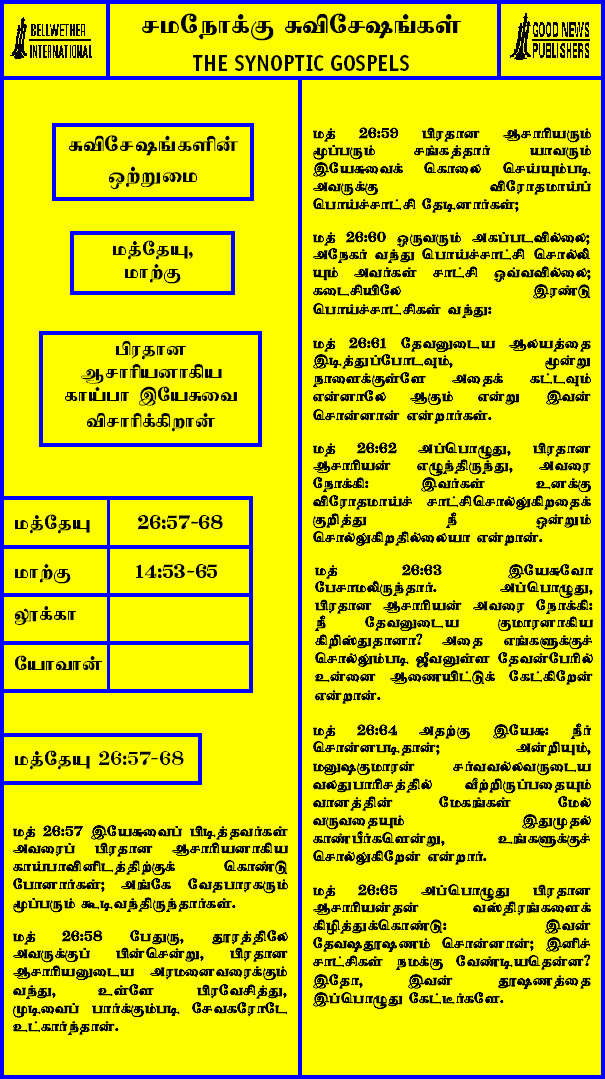 BELLWETHER
INTERNATIONAL
சமநோக்கு சுவிசேஷங்கள்
THE SYNOPTIC GOSPELS
GOOD NEWS
PUBLISHERS
சுவிசேஷங்களின்
ஒற்றுமை
மத்தேயு,
மாற்கு
பிரதான
ஆசாரியனாகிய
காய்பா இயேசுவை
விசாரிக்கிறான்
மத்தேயு 26:57-68
மாற்கு 14:53-65
லூக்கா
யோவான்
மத்தேயு 26:57-68
மத் 26:57 இயேசுவைப் பிடித்தவர்கள்
அவரைப் பிரதான ஆசாரியனாகிய
காய்பாவினிடத்திற்குக் கொண்டு
போனார்கள்; அங்கே வேதபாரகரும்
மூப்பரும் கூடிவந்திருந்தார்கள்.
மத் 26:58 பேதுரு, தூரத்திலே
அவருக்குப் பின்சென்று, பிரதான
ஆசாரியனுடைய அரமனைவரைக்கும்
வந்து, உள்ளே பிரவேசித்து,
முடிவைப் பார்க்கும்படி சேவகரோடே
உட்கார்ந்தான்.
மத் 26:59 பிரதான ஆசாரியரும்
மூப்பரும் சங்கத்தார் யாவரும்
இயேசுவைக் கொலை செய்யும்படி
அவருக்கு விரோதமாய்ப்
பொய்ச்சாட்சி தேடினார்கள்;
மத் 26:60 ஒருவரும் அகப்படவில்லை;
அநேகர் வந்து பொய்ச்சாட்சி சொல்லி
யும் அவர்கள் சாட்சி ஒவ்வவில்லை;
கடைசியிலே இரண்டு
பொய்ச்சாட்சிகள் வந்து:
மத் 26:61 தேவனுடைய ஆலயத்தை
இடித்துப்போடவும், மூன்று
நாளைக்குள்ளே அதைக் கட்டவும்
என்னாலே ஆகும் என்று இவன்
சொன்னான் என்றார்கள்.
மத் 26:62 அப்பொழுது, பிரதான
ஆசாரியன் எழுந்திருந்து, அவரை
நோக்கி: இவர்கள் உனக்கு
விரோதமாய்ச் சாட்சிசொல்லுகிறதைக்
குறித்து நீ ஒன்றும்
சொல்லுகிறதில்லையா என்றான்.
மத் 26:63 இயேசுவோ
பேசாமலிருந்தார். அப்பொழுது,
பிரதான ஆசாரியன் அவரை நோக்கி:
நீ தேவனுடைய குமாரனாகிய
கிறிஸ்துதானா? அதை எங்களுக்குச்
சொல்லும்படி ஜீவனுள்ள தேவன்பேரில்
உன்னை ஆணையிட்டுக் கேட்கிறேன்
என்றான்.
மத் 26:64 அதற்கு இயேசு: நீர்
சொன்னபடிதான்; அன்றியும்,
மனுஷகுமாரன் சர்வவல்லவருடைய
வலதுபாரிசத்தில் வீற்றிருப்பதையும்
வானத்தின் மேகங்கள் மேல்
வருவதையும் இதுமுதல்
காண்பீர்களென்று, உங்களுக்குச்
சொல்லுகிறேன் என்றார்.
மத் 26:65 அப்பொழுது பிரதான
ஆசாரியன்தன் வஸ்திரங்களைக்
கிழித்துக்கொண்டு: இவன்
தேவஷதூஷணம் சொன்னான்; இனிச்
சாட்சிகள் நமக்கு வேண்டியதென்ன?
இதோ, இவன் தூஷணத்தை
இப்பொழுது கேட்டீர்களே.